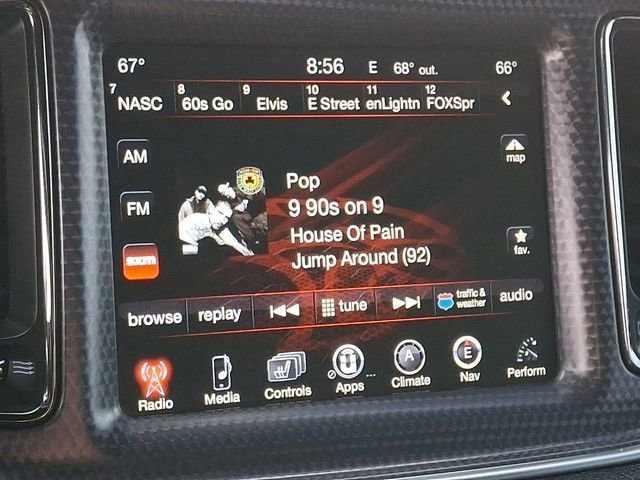 67° 8:56 E 68° out. 66°
7 8 9 10 11 12
NASC 60s Go Elvis E Street enLightn FOXSpr
AM
map
Pop
FM
9 90s on 9
House Of Pain
fav.
sxm
Jump Around (92)
browse replay tune traffic & weather audio
A E
Radio Media Controls Apps Climate Nav Perform